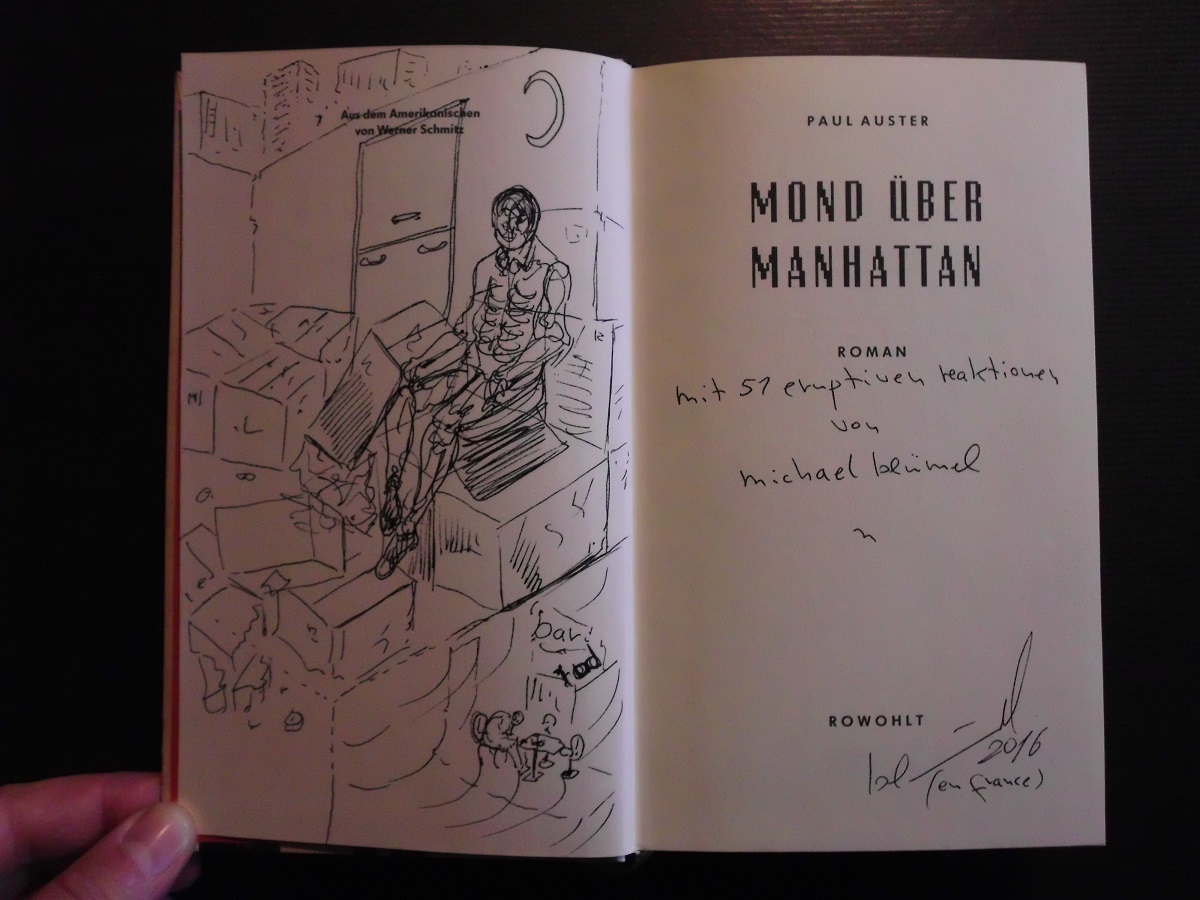 Aus dem Amerikanischen
von Werner Schmitz
bar
tod
PAUL AUSTER
MOND ÜBER
MANHATTAN
ROMAN
mit 51 eruptiven reaktionen
von
michael blümel
ROWOHLT
2016
(en france)